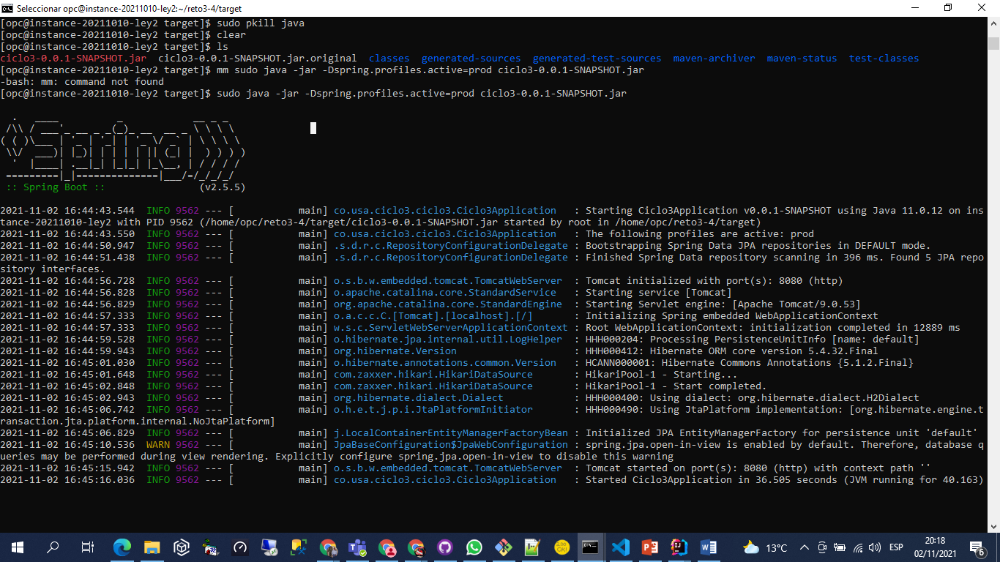 Seleccionar opc@instance-20211010-ley2:~/reto3-4/target
[opc@instance-20211010-ley2 target]$ sudo pkill java
[opc@instance-20211010-ley2 target]$ clear
[opc@instance-20211010-ley2 target]$ ls
ciclo3-0.0.1-SNAPSHOT.jar  ciclo3-0.0.1-SNAPSHOT.jar.original  classes  generated-sources  generated-test-sources  maven-archiver  maven-status  test-classes
[opc@instance-20211010-ley2 target]$ mm sudo java -jar -Dspring.profiles.active=prod ciclo3-0.0.1-SNAPSHOT.jar
-bash: mm: command not found
[opc@instance-20211010-ley2 target]$ sudo java -jar -Dspring.profiles.active=prod ciclo3-0.0.1-SNAPSHOT.jar
  .   ____          _            __ _ _
 /\\ / ___'_ __ _ _(_)_ __  __ _ \ \ \ \
( ( )\___ | '_ | '_| | '_ \/ _` | \ \ \ \
 \\/  ___)| |_)| | | | | || (_| |  ) ) ) )
  '  |____| .__|_| |_|_| |_\__, | / / / /
 =========|_|==============|___/=/_/_/_/
 :: Spring Boot ::                (v2.5.5)
2021-11-02 16:44:43.544  INFO 9562 --- [           main] co.usa.ciclo3.ciclo3.Ciclo3Application   : Starting Ciclo3Application v0.0.1-SNAPSHOT using Java 11.0.12 on ins
tance-20211010-ley2 with PID 9562 (/home/opc/reto3-4/target/ciclo3-0.0.1-SNAPSHOT.jar started by root in /home/opc/reto3-4/target)
2021-11-02 16:44:43.550  INFO 9562 --- [           main] co.usa.ciclo3.ciclo3.Ciclo3Application   : The following profiles are active: prod
2021-11-02 16:44:50.947  INFO 9562 --- [           main] .s.d.r.c.RepositoryConfigurationDelegate : Bootstrapping Spring Data JPA repositories in DEFAULT mode.
2021-11-02 16:44:51.438  INFO 9562 --- [           main] .s.d.r.c.RepositoryConfigurationDelegate : Finished Spring Data repository scanning in 396 ms. Found 5 JPA repo
sitory interfaces.
2021-11-02 16:44:56.728  INFO 9562 --- [           main] o.s.b.w.embedded.tomcat.TomcatWebServer  : Tomcat initialized with port(s): 8080 (http)
2021-11-02 16:44:56.828  INFO 9562 --- [           main] o.apache.catalina.core.StandardService   : Starting service [Tomcat]
2021-11-02 16:44:56.829  INFO 9562 --- [           main] org.apache.catalina.core.StandardEngine  : Starting Servlet engine: [Apache Tomcat/9.0.53]
2021-11-02 16:44:57.333  INFO 9562 --- [           main] o.a.c.c.C.[Tomcat].[localhost].[/]       : Initializing Spring embedded WebApplicationContext
2021-11-02 16:44:57.333  INFO 9562 --- [           main] w.s.c.ServletWebServerApplicationContext : Root WebApplicationContext: initialization completed in 12889 ms
2021-11-02 16:44:59.528  INFO 9562 --- [           main] o.hibernate.jpa.internal.util.LogHelper  : HHH000204: Processing PersistenceUnitInfo [name: default]
2021-11-02 16:44:59.943  INFO 9562 --- [           main] org.hibernate.Version                    : HHH000412: Hibernate ORM core version 5.4.32.Final
2021-11-02 16:45:01.030  INFO 9562 --- [           main] o.hibernate.annotations.common.Version   : HCANN000001: Hibernate Commons Annotations {5.1.2.Final}
2021-11-02 16:45:01.648  INFO 9562 --- [           main] com.zaxxer.hikari.HikariDataSource       : HikariPool-1 - Starting...
2021-11-02 16:45:02.848  INFO 9562 --- [           main] com.zaxxer.hikari.HikariDataSource       : HikariPool-1 - Start completed.
2021-11-02 16:45:02.943  INFO 9562 --- [           main] org.hibernate.dialect.Dialect            : HHH000400: Using dialect: org.hibernate.dialect.H2Dialect
2021-11-02 16:45:06.742  INFO 9562 --- [           main] o.h.e.t.j.p.i.JtaPlatformInitiator       : HHH000490: Using JtaPlatform implementation: [org.hibernate.engine.t
ransaction.jta.platform.internal.NoJtaPlatform]
2021-11-02 16:45:06.829  INFO 9562 --- [           main] j.LocalContainerEntityManagerFactoryBean : Initialized JPA EntityManagerFactory for persistence unit 'default'
2021-11-02 16:45:10.536  WARN 9562 --- [           main] JpaBaseConfiguration$JpaWebConfiguration : spring.jpa.open-in-view is enabled by default. Therefore, database q
ueries may be performed during view rendering. Explicitly configure spring.jpa.open-in-view to disable this warning
2021-11-02 16:45:15.942  INFO 9562 --- [           main] o.s.b.w.embedded.tomcat.TomcatWebServer  : Tomcat started on port(s): 8080 (http) with context path ''
2021-11-02 16:45:16.036  INFO 9562 --- [           main] co.usa.ciclo3.ciclo3.Ciclo3Application   : Started Ciclo3Application in 36.505 seconds (JVM running for 40.163)
13°C
ESP
20:18
02/11/2021
6